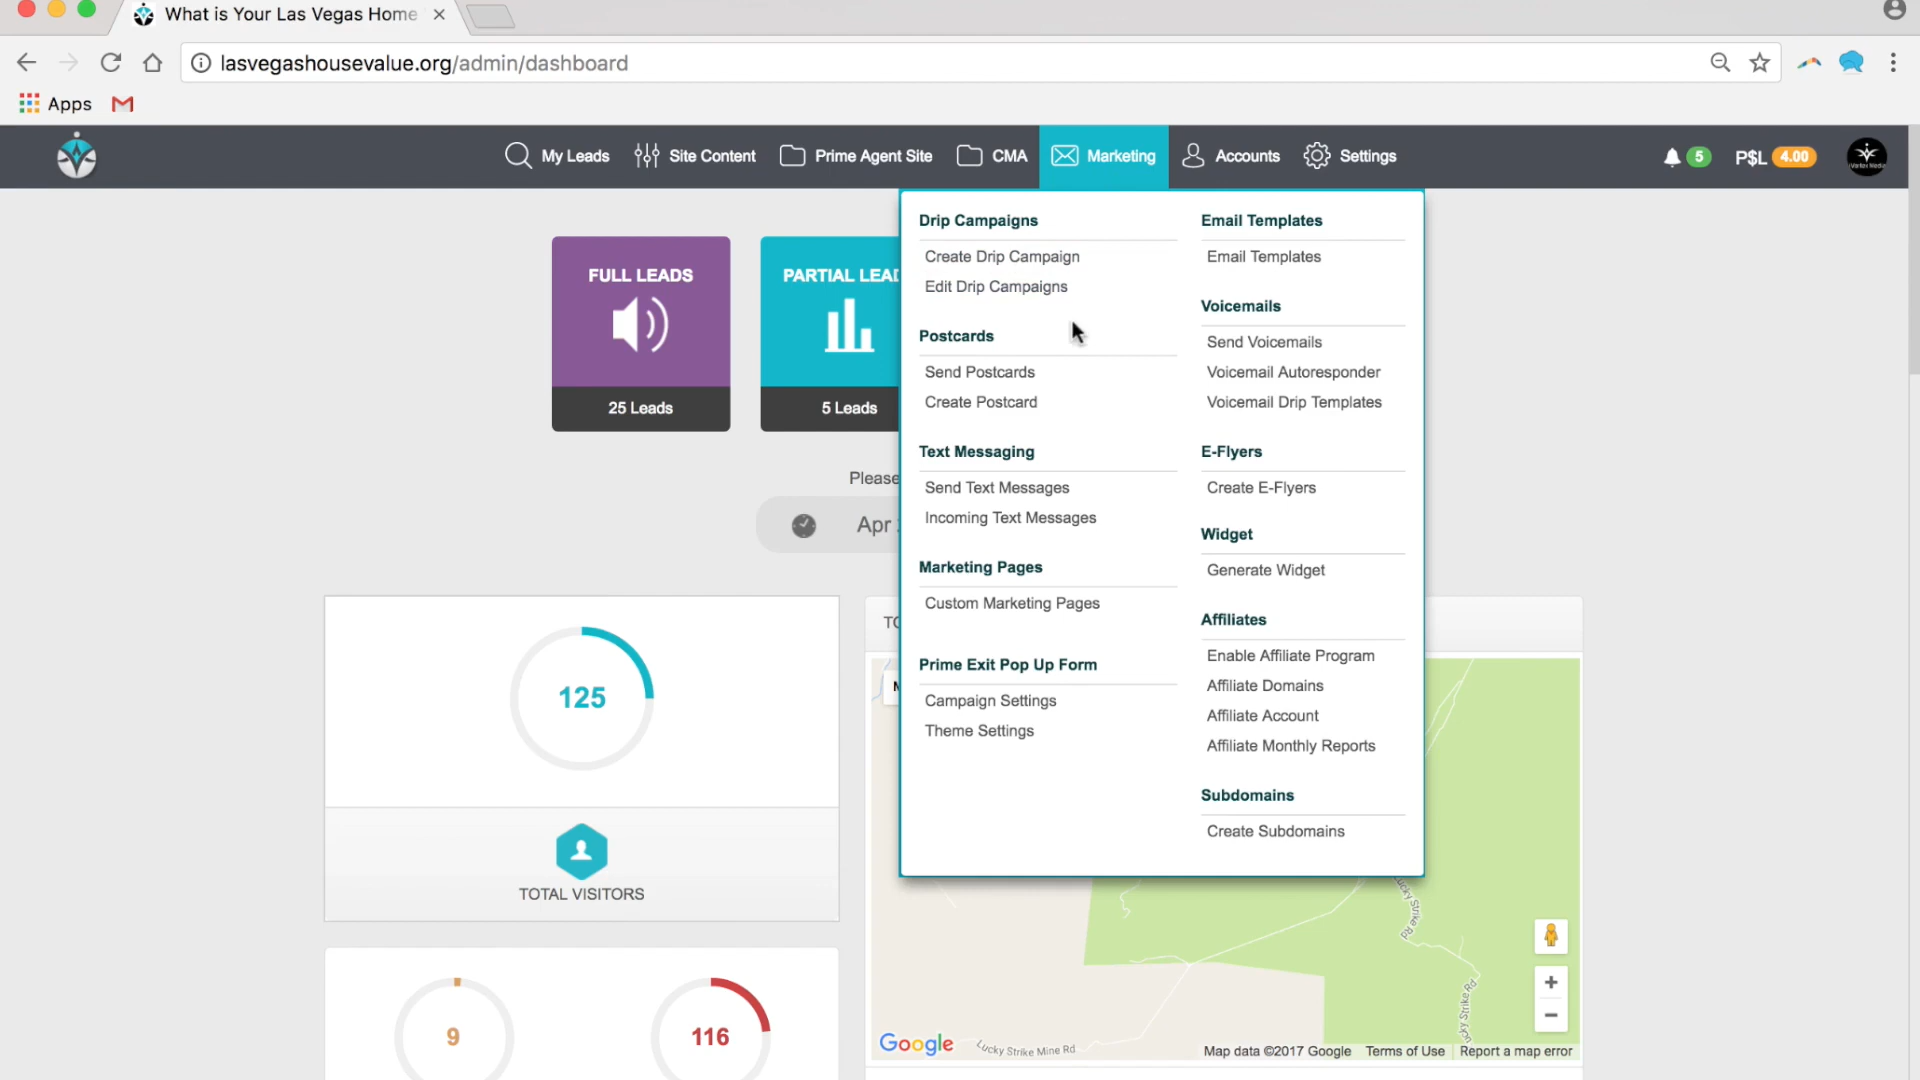 What is Your Las Vegas Home
lasvegashousevalue.org/admin/dashboard
Apps
My Leads
Site Content
Prime Agent Site
CMA
Marketing
Accounts
Settings
5
P$L 4.00
FULL LEADS
25 Leads
PARTIAL LEA
5 Leads
Please
Apr
Drip Campaigns
Create Drip Campaign
Edit Drip Campaigns
Postcards
Send Postcards
Create Postcard
Text Messaging
Send Text Messages
Incoming Text Messages
Marketing Pages
Custom Marketing Pages
Prime Exit Pop Up Form
Campaign Settings
Theme Settings
Email Templates
Email Templates
Voicemails
Send Voicemails
Voicemail Autoresponder
Voicemail Drip Templates
E-Flyers
Create E-Flyers
Widget
Generate Widget
Affiliates
Enable Affiliate Program
Affiliate Domains
Affiliate Account
Affiliate Monthly Reports
Subdomains
Create Subdomains
125
TOTAL VISITORS
9
116
Lucky Strike Rd
Google
Lucky Strike Mine Rd
Map data ©2017 Google
Terms of Use
Report a map error